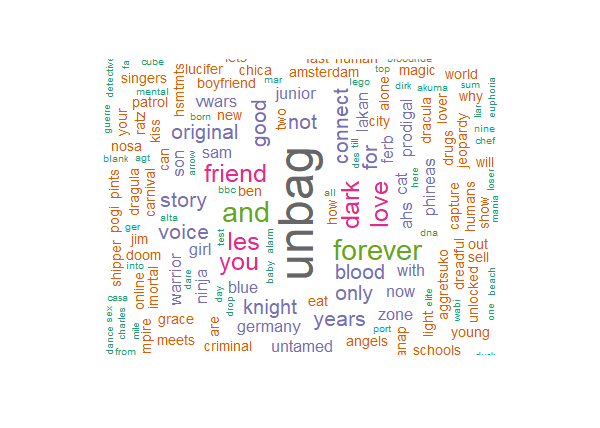 lets
fast human
bloodride
detective
fa
cube
lucifer
chica
amsterdam
top
magic
world
singers
mental
boyfriend
mar
lego
dirk
akuma
sum
euphoria
guerre
your
patrol
ratz
hsmtmts
vwars
junior
connect
lakan
city
alone
dracula
lover
why
liar
nine
chef
born
new
good
two
not
prodigal
drugs
jeopardy
nosa
kiss
original
ferb
blank
agt
can
son
arrow
sam
unbag
des
till
for
cat
phineas
will
pogi
pints
dragula
carnival
friend
bbc
ben
all
how
dark
love
ahs
here
capture
humans
show
mania
loser
story
and
les
you
alta
voice
girl
test
forever
dna
shipper
ger
jim
doom
into
online
imortal
warrior
dare
ninja
day
drop
blue
baby
alarm
blood
with
only
now
aggretsuko
dreadful
unlocked
out
sell
one
beach
casa
sex
dance
charles
mile
mpire
from
grace
meets
are
criminal
knight
germany
untamed
eat
years
port
angels
zone
anap
light
elite
wabi
young
schools
duck